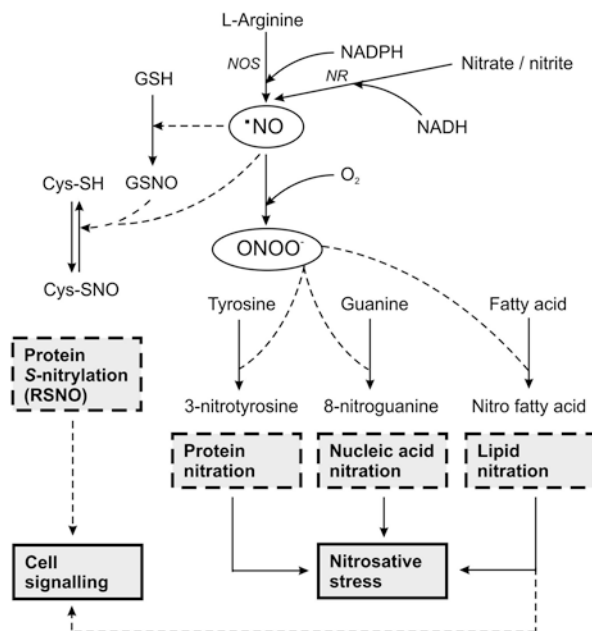 L-Arginine
NOS
NADPH
NR
Nitrate / nitrite
NADH
GSH
•NO
Cys-SH
GSNO
O₂
ONOO⁻
Cys-SNO
Tyrosine
Guanine
Fatty acid
Protein
S-nitrylation
(RSNO)
3-nitrotyrosine
8-nitroguanine
Nitro fatty acid
Protein
nitration
Nucleic acid
nitration
Lipid
nitration
Cell
signalling
Nitrosative
stress